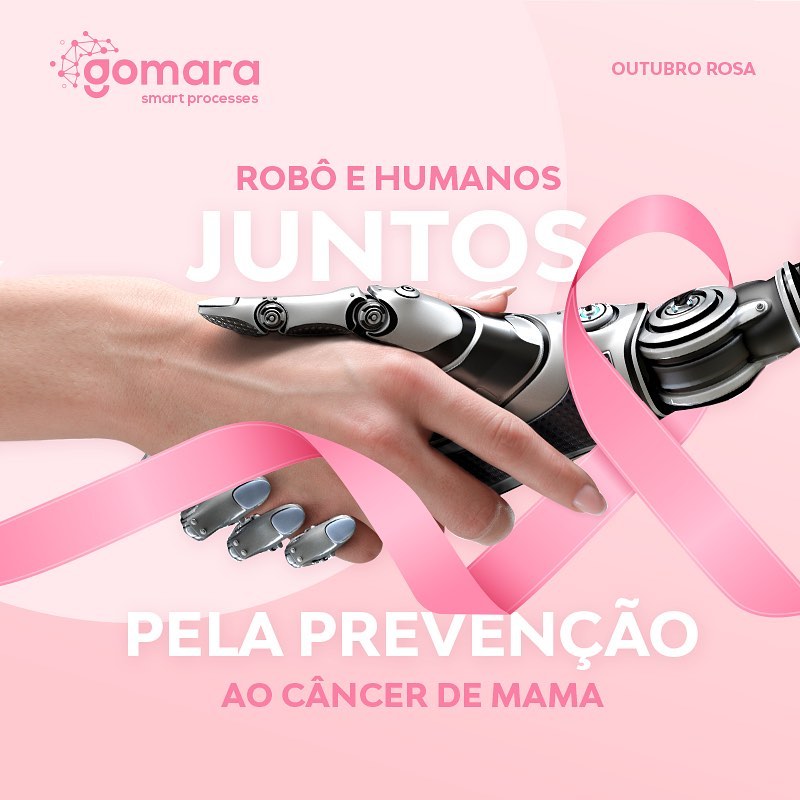 gomara
smart processes
OUTUBRO ROSA
ROBÔ E HUMANOS
JUNTOS
PELA PREVENÇÃO
AO CÂNCER DE MAMA